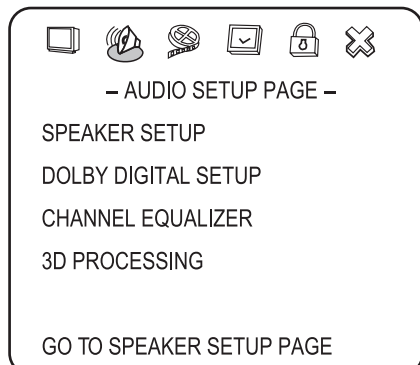 – AUDIO SETUP PAGE –
SPEAKER SETUP
DOLBY DIGITAL SETUP
CHANNEL EQUALIZER
3D PROCESSING
GO TO SPEAKER SETUP PAGE